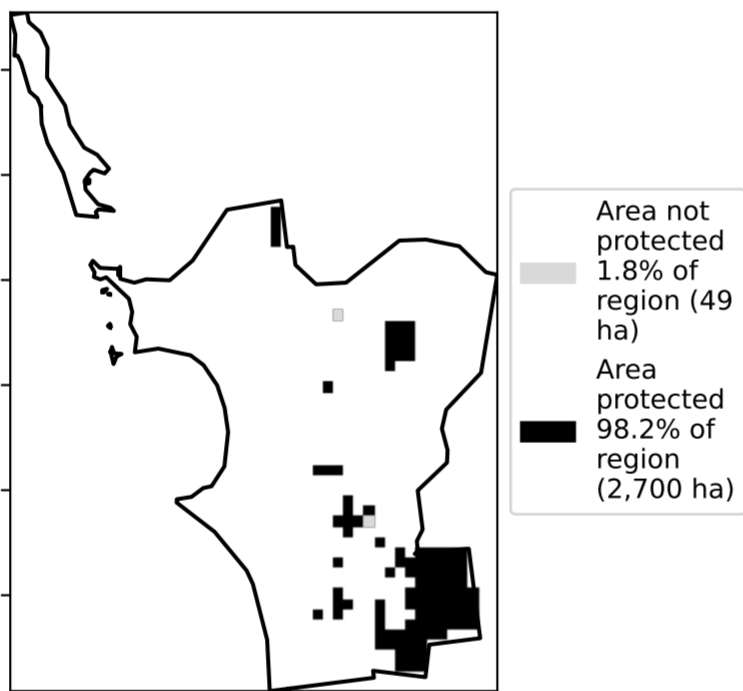 Area not
protected
1.8% of
region (49
ha)
Area
protected
98.2% of
region
(2,700 ha)